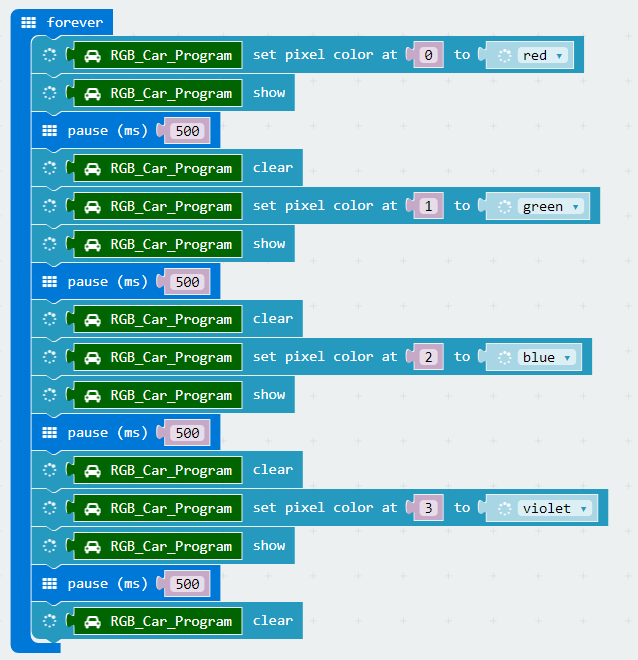 forever
RGB_Car_Program set pixel color at 0 to red
RGB_Car_Program show
pause (ms) 500
RGB_Car_Program clear
RGB_Car_Program set pixel color at 1 to green
RGB_Car_Program show
pause (ms) 500
RGB_Car_Program clear
RGB_Car_Program set pixel color at 2 to blue
RGB_Car_Program show
pause (ms) 500
RGB_Car_Program clear
RGB_Car_Program set pixel color at 3 to violet
RGB_Car_Program show
pause (ms) 500
RGB_Car_Program clear